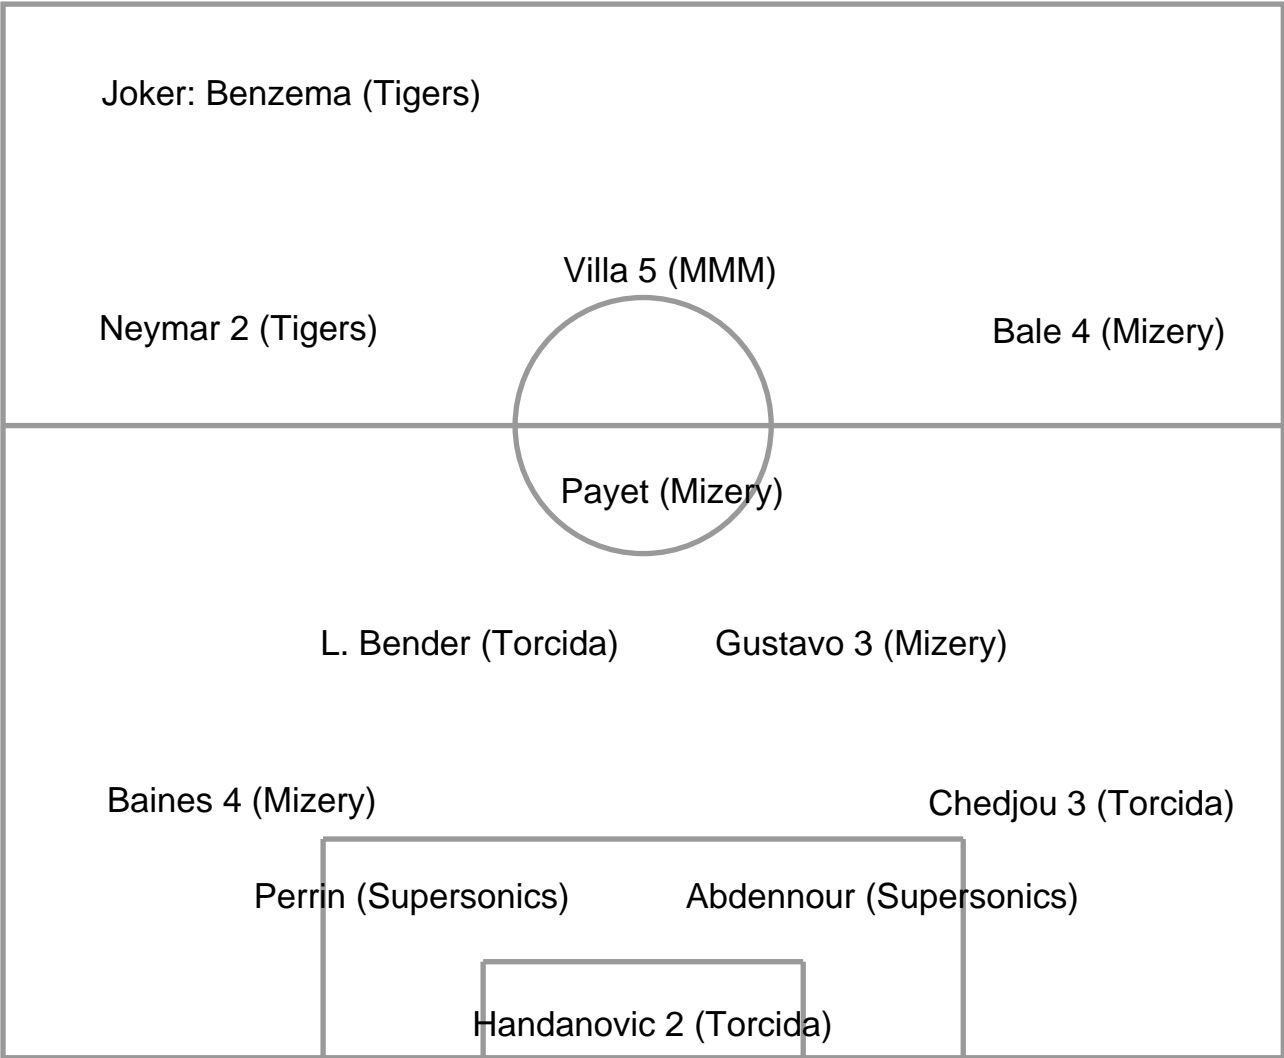 Joker: Benzema (Tigers)
Villa 5 (MMM)
Neymar 2 (Tigers)
Bale 4 (Mizery)
Payet (Mizery)
L. Bender (Torcida)
Gustavo 3 (Mizery)
Baines 4 (Mizery)
Chedjou 3 (Torcida)
Perrin (Supersonics)
Abdennour (Supersonics)
Handanovic 2 (Torcida)